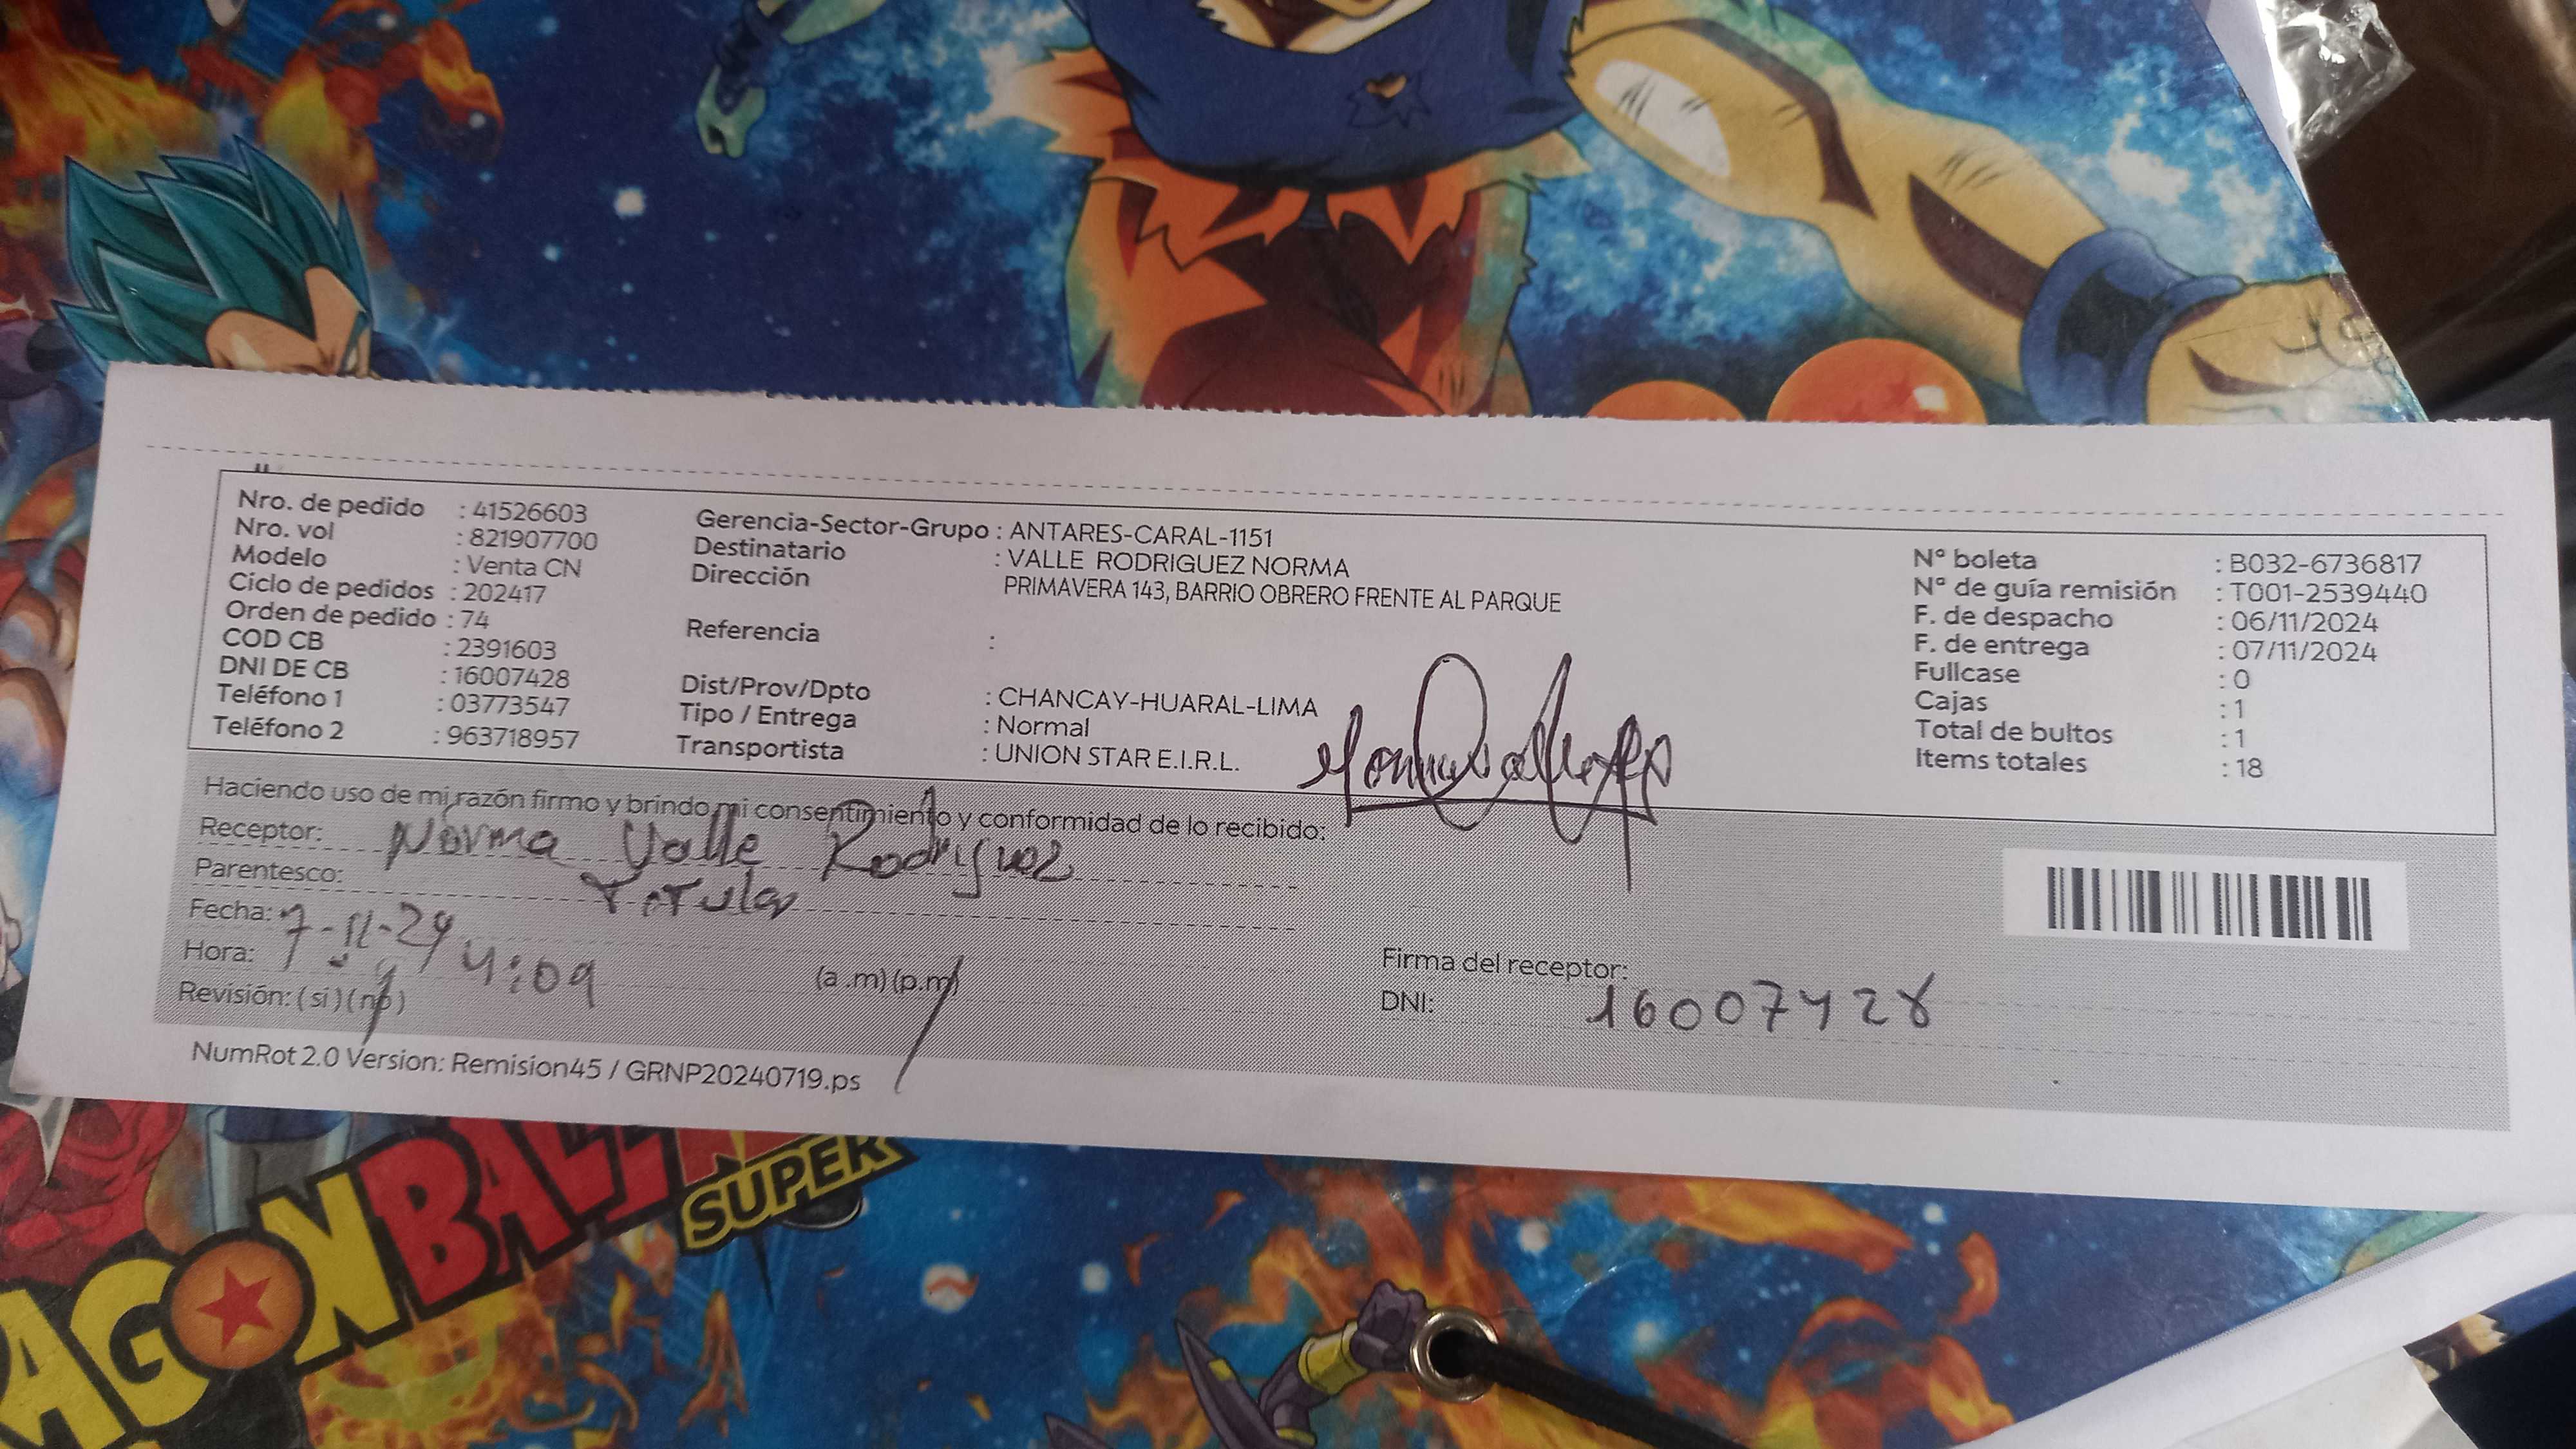 Nro. de pedido : 41526603
Nro. vol : 821907700
Modelo : Venta CN
Ciclo de pedidos : 202417
Orden de pedido : 74
COD CB : 2391603
DNI DE CB : 16007428
Teléfono 1 : 03773547
Teléfono 2 : 963718957
Gerencia-Sector-Grupo : ANTARES-CARAL-1151
Destinatario : VALLE RODRIGUEZ NORMA
Dirección PRIMAVERA 143, BARRIO OBRERO FRENTE AL PARQUE
Referencia :
Dist/Prov/Dpto : CHANCAY-HUARAL-LIMA
Tipo / Entrega : Normal
Transportista : UNION STAR E.I.R.L.
N° boleta : B032-6736817
N° de guía remisión : T001-2539440
F. de despacho : 06/11/2024
F. de entrega : 07/11/2024
Fullcase : 0
Cajas : 1
Total de bultos : 1
Items totales : 18
Haciendo uso de mi razón firmo y brindo mi consentimiento y conformidad de lo recibido:
Receptor: Norma Valle Rodriguez
Parentesco: Titular
Fecha: 7-11-24
Hora: 4:09 (a.m)(p.m)
Revisión: (si)(no)
Firma del receptor:
DNI: 16007428
NumRot 2.0 Version: Remision45 / GRNP20240719.ps
AGON BALL
SUPER